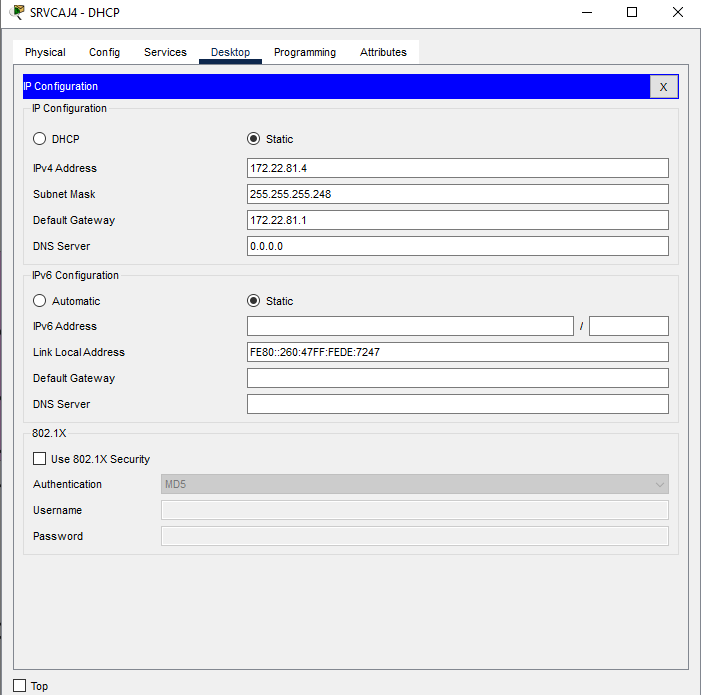 SRVCAJ4 - DHCP
Physical Config Services Desktop Programming Attributes
IP Configuration X
IP Configuration
DHCP Static
IPv4 Address 172.22.81.4
Subnet Mask 255.255.255.248
Default Gateway 172.22.81.1
DNS Server 0.0.0.0
IPv6 Configuration
Automatic Static
IPv6 Address /
Link Local Address FE80::260:47FF:FEDE:7247
Default Gateway
DNS Server
802.1X
Use 802.1X Security
Authentication MD5
Username
Password
Top